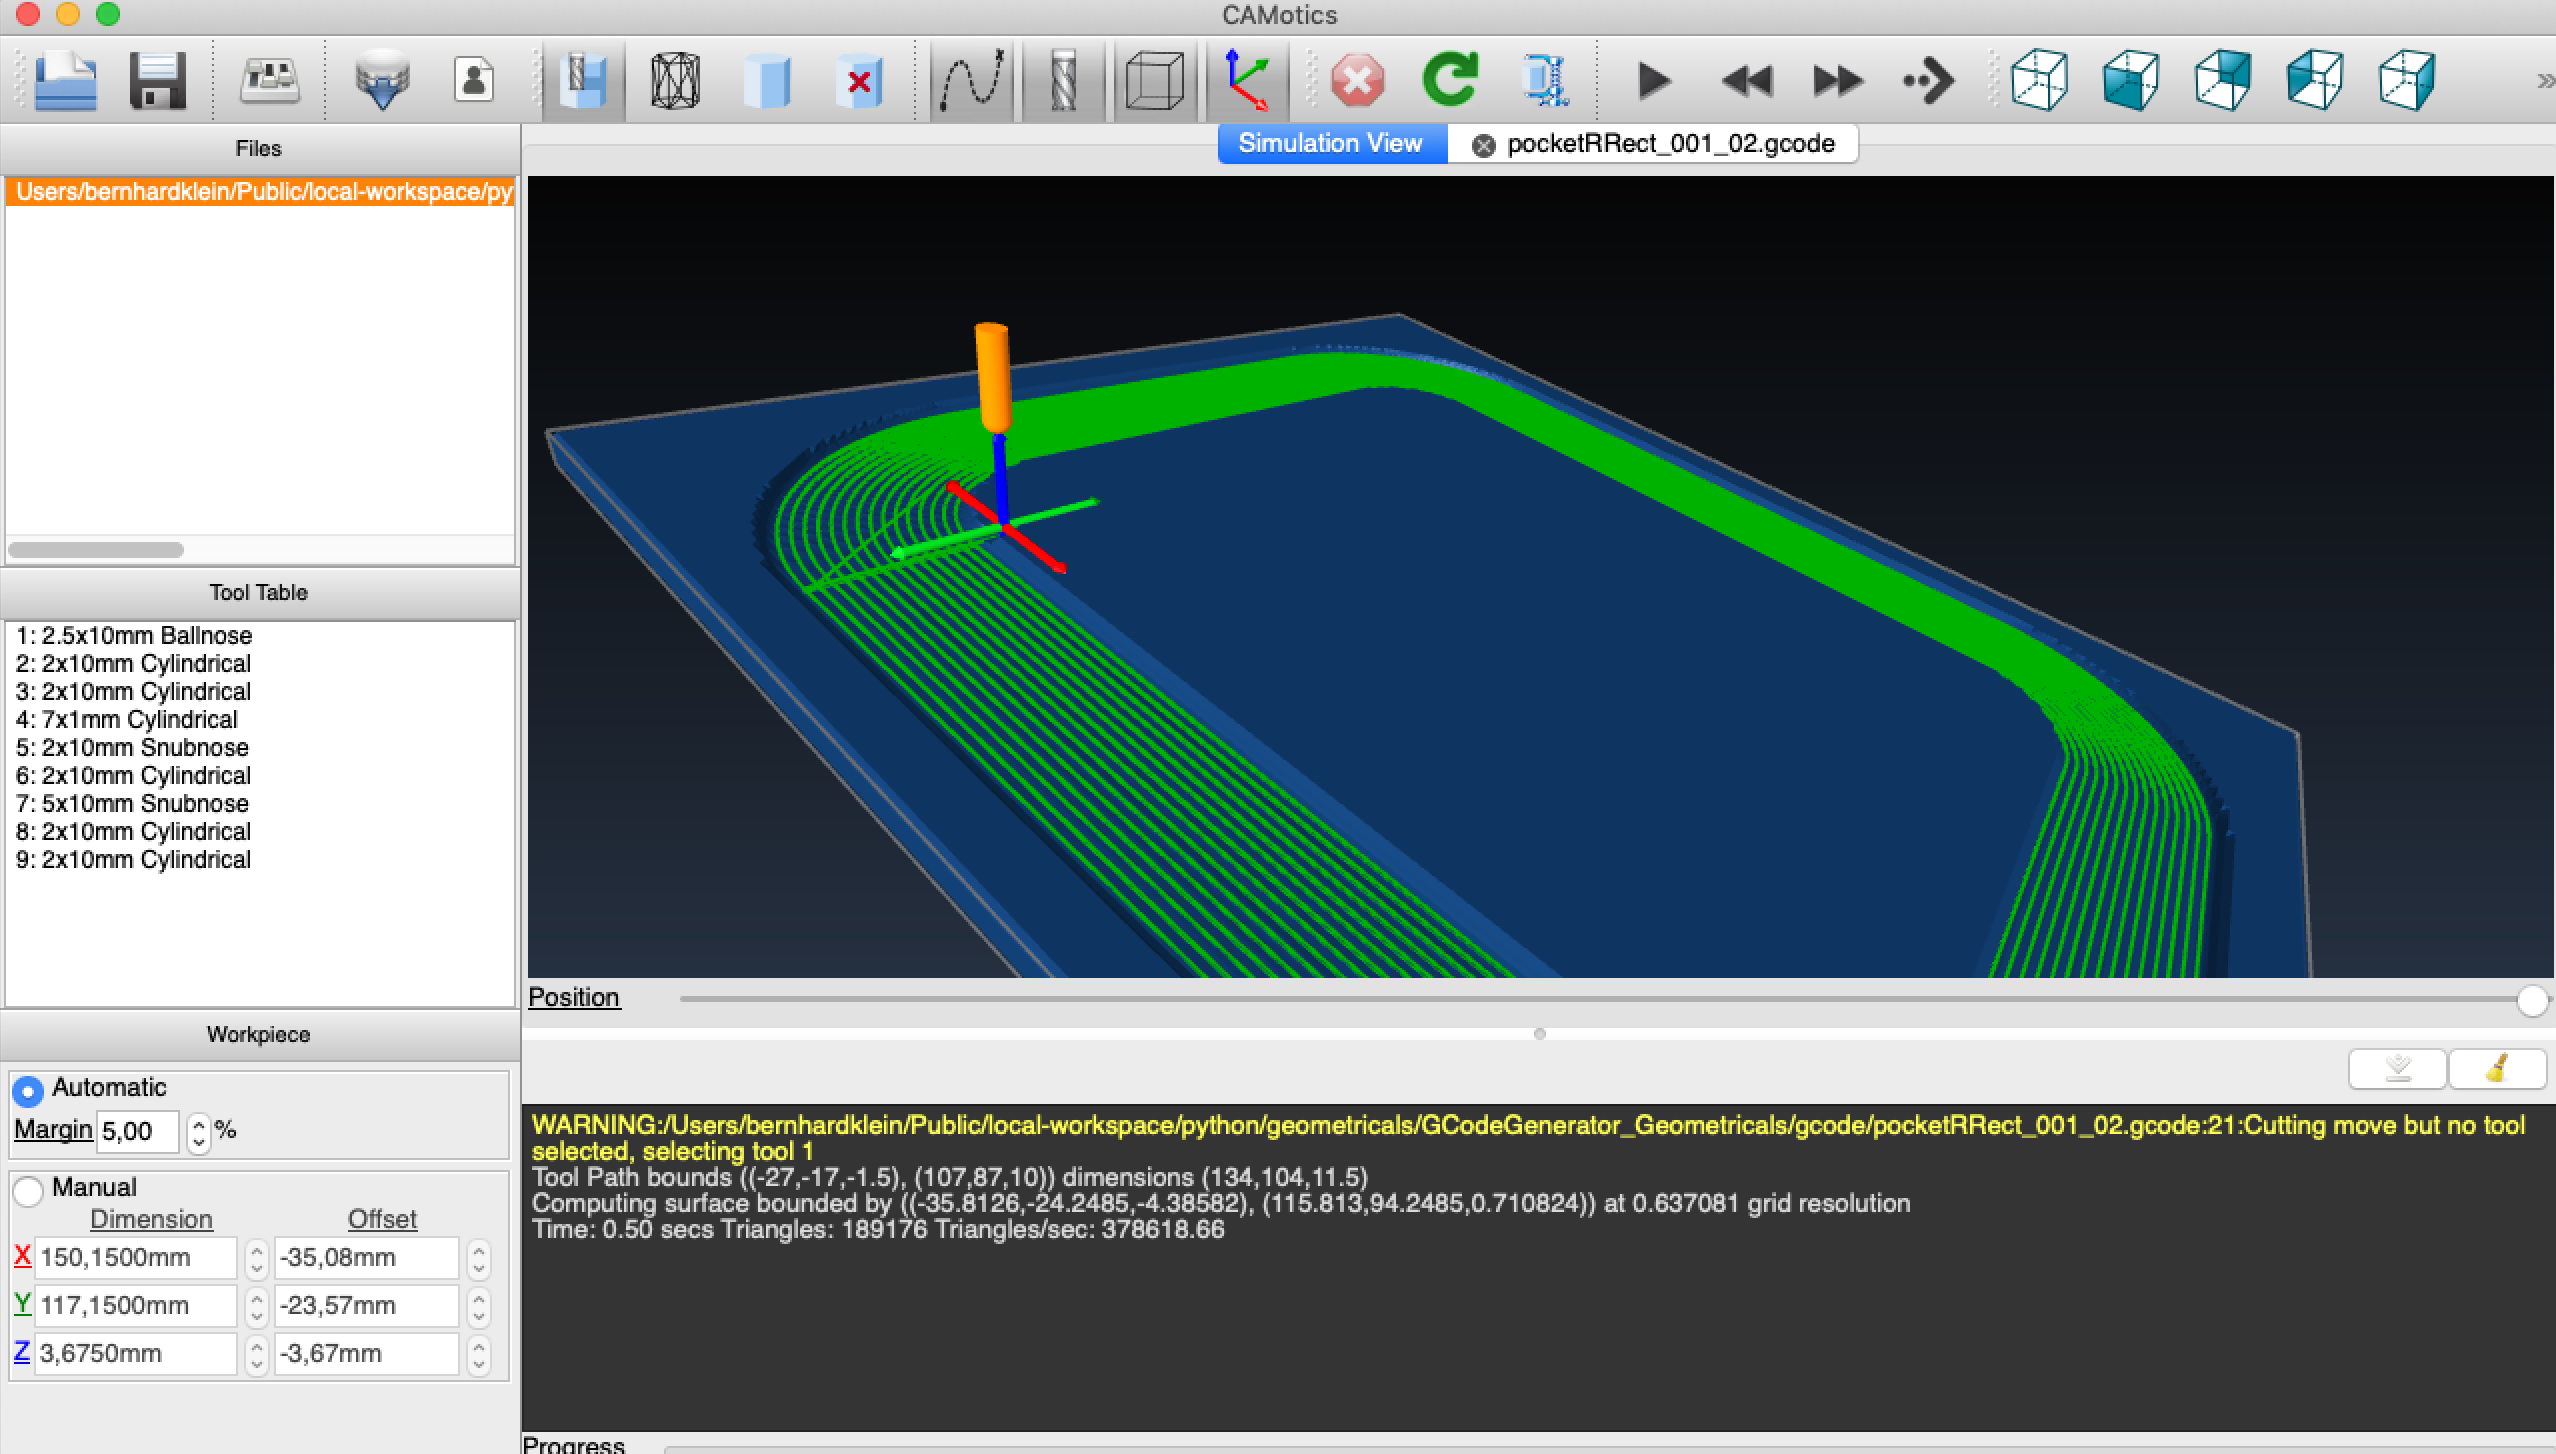 CAMotics
Files
Simulation View
pocketRRect_001_02.gcode
Users/bernhardklein/Public/local-workspace/py
Tool Table
1: 2.5x10mm Ballnose
2: 2x10mm Cylindrical
3: 2x10mm Cylindrical
4: 7x1mm Cylindrical
5: 2x10mm Snubnose
6: 2x10mm Cylindrical
7: 5x10mm Snubnose
8: 2x10mm Cylindrical
9: 2x10mm Cylindrical
Position
Workpiece
Automatic
Margin 5,00 %
Manual
Dimension Offset
X 150,1500mm -35,08mm
Y 117,1500mm -23,57mm
Z 3,6750mm -3,67mm
WARNING:/Users/bernhardklein/Public/local-workspace/python/geometricals/GCodeGenerator_Geometricals/gcode/pocketRRect_001_02.gcode:21:Cutting move but no tool
selected, selecting tool 1
Tool Path bounds ((-27,-17,-1.5), (107,87,10)) dimensions (134,104,11.5)
Computing surface bounded by ((-35.8126,-24.2485,-4.38582), (115.813,94.2485,0.710824)) at 0.637081 grid resolution
Time: 0.50 secs Triangles: 189176 Triangles/sec: 378618.66
Progress